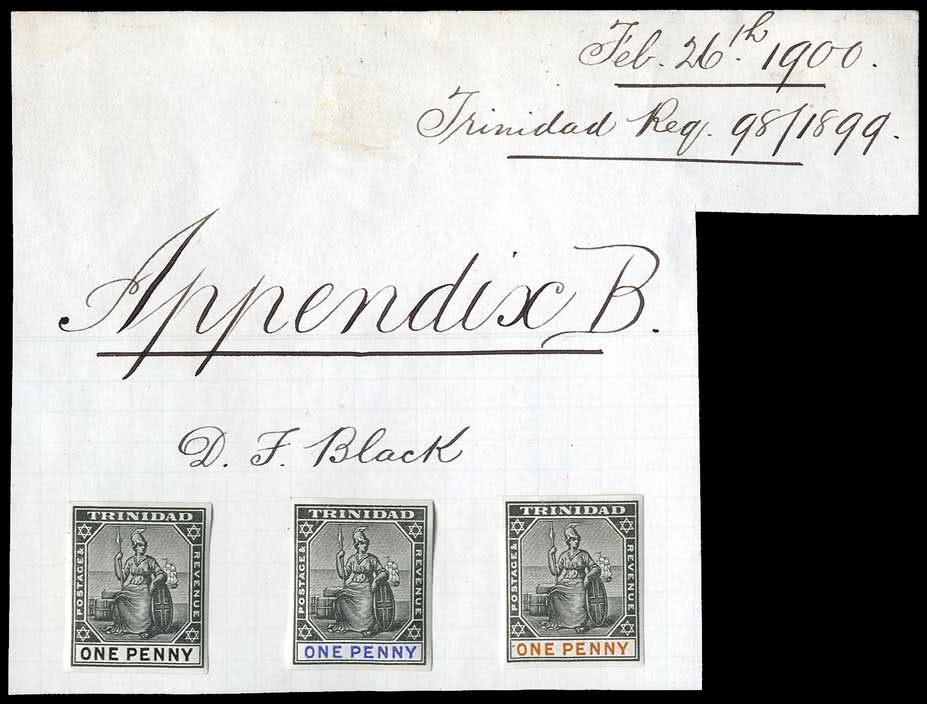 Feb. 26th 1900.
Trinidad Req. 98/1899.
Appendix B.
D. F. Black
TRINIDAD
POSTAGE &
REVENUE
ONE PENNY
TRINIDAD
POSTAGE &
REVENUE
ONE PENNY
TRINIDAD
POSTAGE &
REVENUE
ONE PENNY